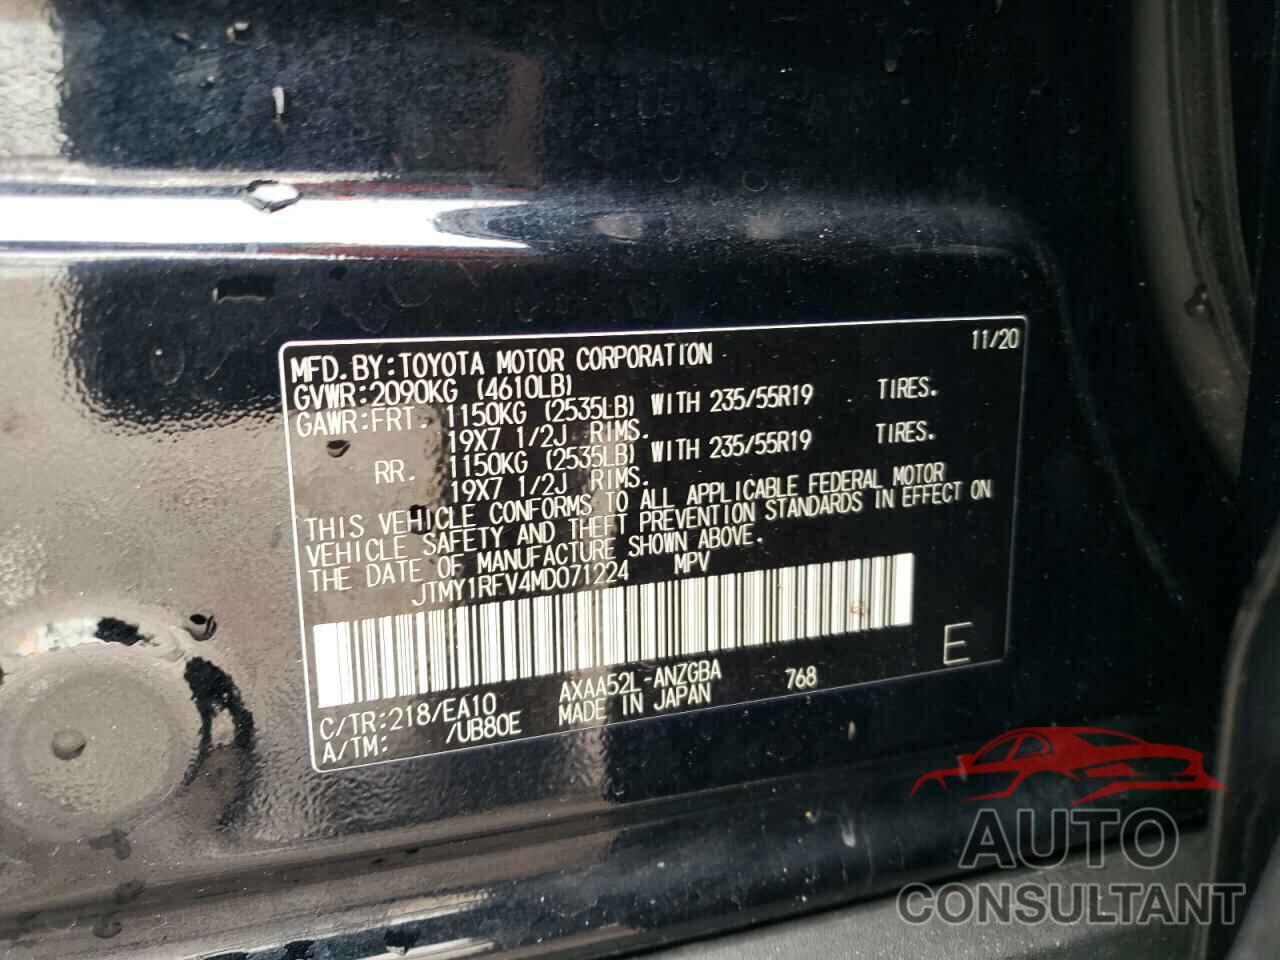 11/20
MFD.BY:TOYOTA MOTOR CORPORATION
GVWR:2090KG (4610LB)
GAWR:FRT. 1150KG (2535LB) WITH 235/55R19 TIRES.
19X7 1/2J RIMS.
RR. 1150KG (2535LB) WITH 235/55R19 TIRES.
19X7 1/2J RIMS.
THIS VEHICLE CONFORMS TO ALL APPLICABLE FEDERAL MOTOR
VEHICLE SAFETY AND THEFT PREVENTION STANDARDS IN EFFECT ON
THE DATE OF MANUFACTURE SHOWN ABOVE.
JTMY1RFV4MD071224 MPV
E
C/TR:218/EA10 AXAA52L-ANZGBA 768
A/TM: /UB80E MADE IN JAPAN
AUTO
CONSULTANT